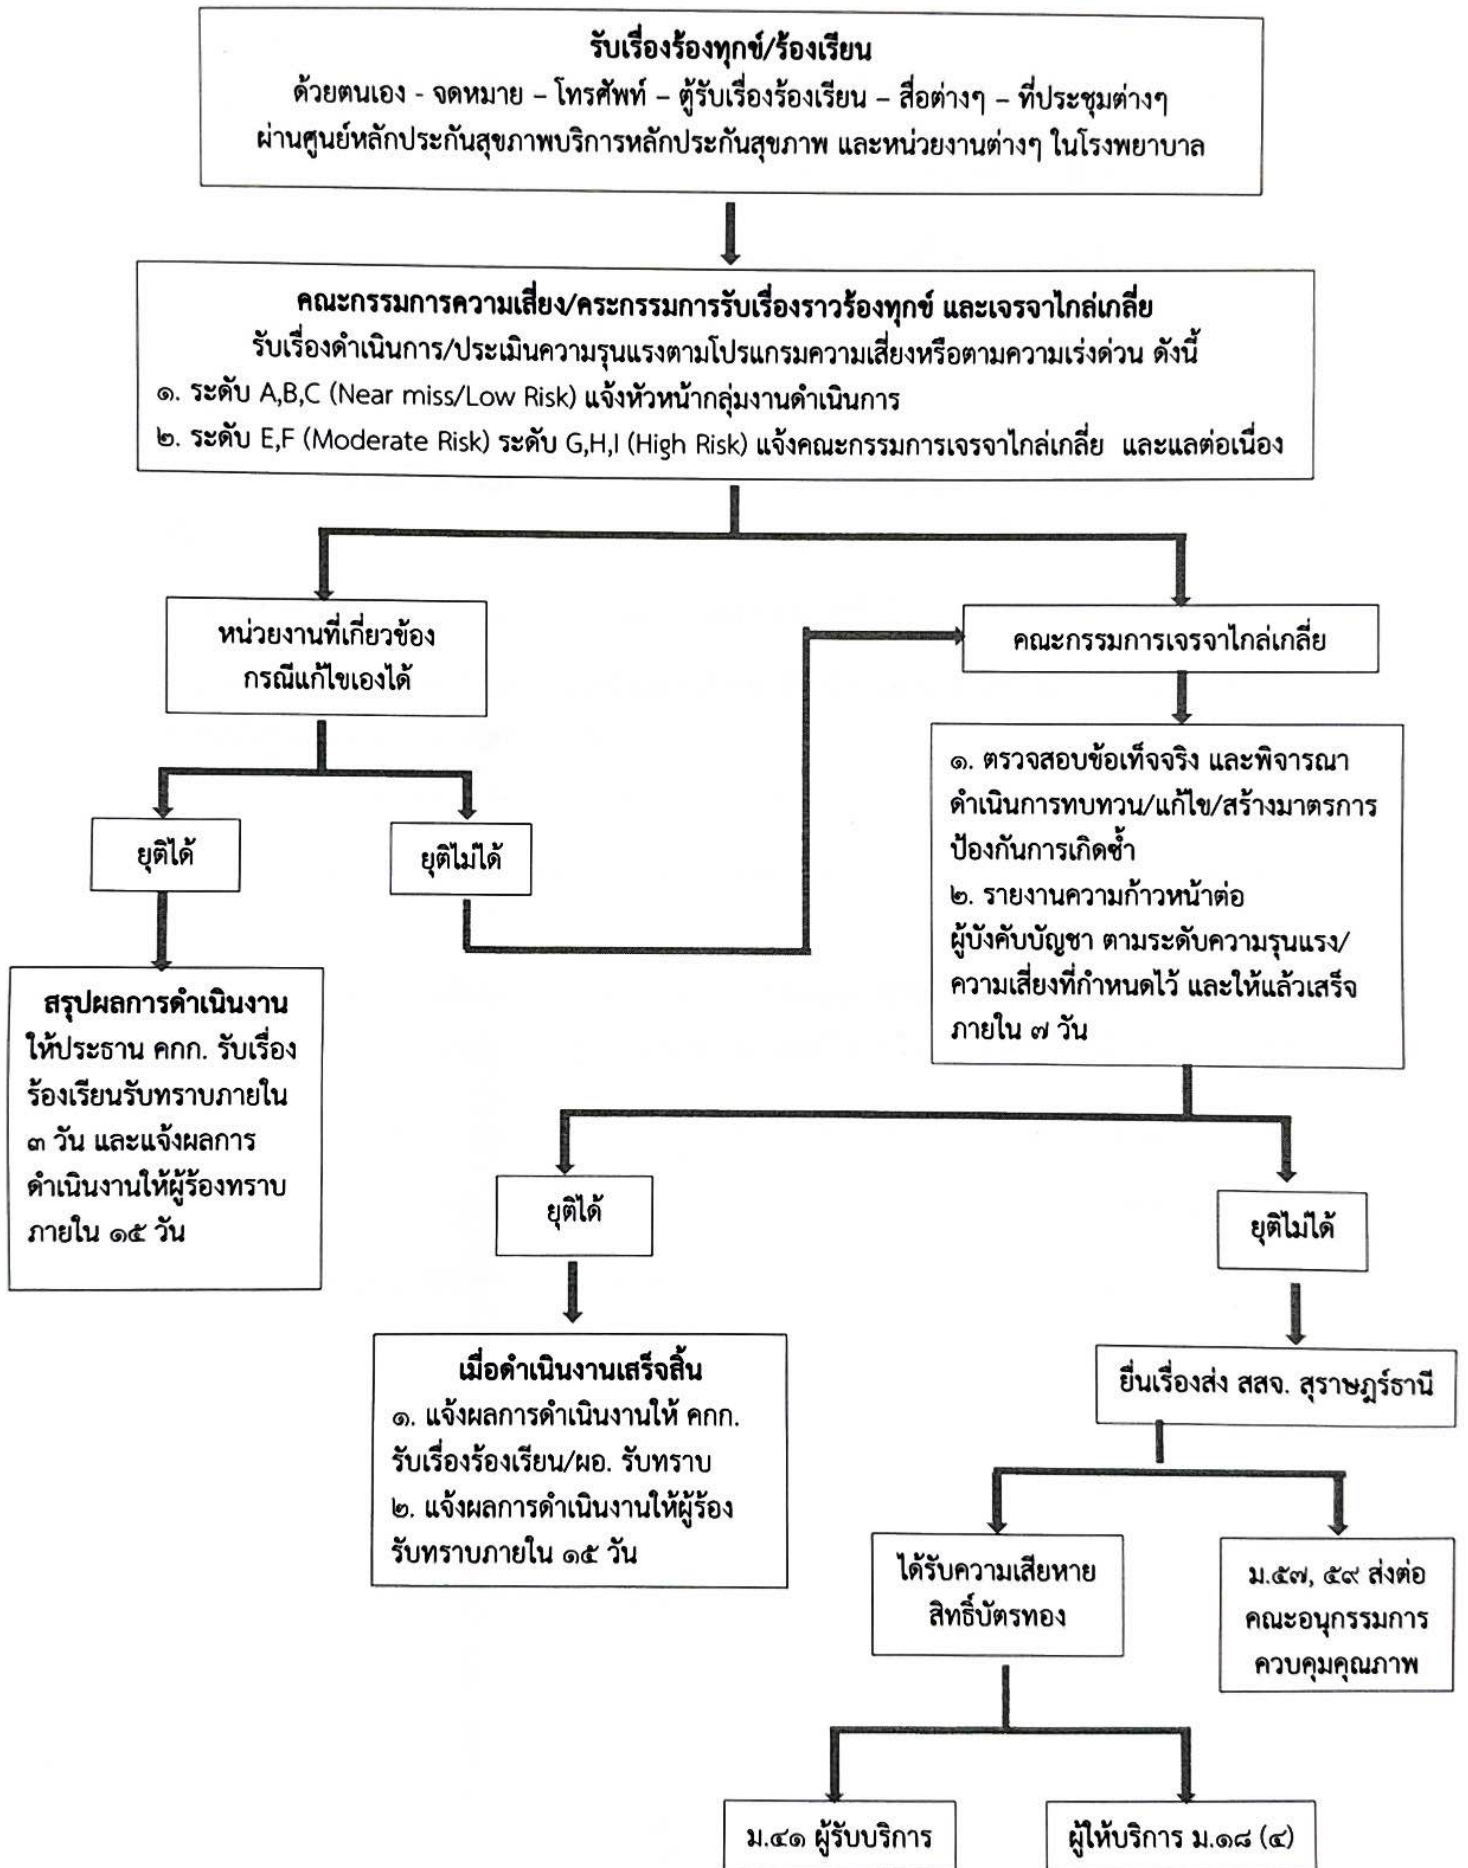 รับเรื่องร้องทุกข์/ร้องเรียน
ด้วยตนเอง - จดหมาย – โทรศัพท์ – ตู้รับเรื่องร้องเรียน – สื่อต่างๆ – ที่ประชุมต่างๆ
ผ่านศูนย์หลักประกันสุขภาพบริการหลักประกันสุขภาพ และหน่วยงานต่างๆ ในโรงพยาบาล
คณะกรรมการความเสี่ยง/คระกรรมการรับเรื่องราวร้องทุกข์ และเจรจาไกล่เกลี่ย
รับเรื่องดำเนินการ/ประเมินความรุนแรงตามโปรแกรมความเสี่ยงหรือตามความเร่งด่วน ดังนี้
๑. ระดับ A,B,C (Near miss/Low Risk) แจ้งหัวหน้ากลุ่มงานดำเนินการ
๒. ระดับ E,F (Moderate Risk) ระดับ G,H,I (High Risk) แจ้งคณะกรรมการเจรจาไกล่เกลี่ย และแลต่อเนื่อง
หน่วยงานที่เกี่ยวข้อง
กรณีแก้ไขเองได้
คณะกรรมการเจรจาไกล่เกลี่ย
ยุติได้
ยุติไม่ได้
๑. ตรวจสอบข้อเท็จจริง และพิจารณา
ดำเนินการทบทวน/แก้ไข/สร้างมาตรการ
ป้องกันการเกิดซ้ำ
๒. รายงานความก้าวหน้าต่อ
ผู้บังคับบัญชา ตามระดับความรุนแรง/
ความเสี่ยงที่กำหนดไว้ และให้แล้วเสร็จ
ภายใน ๗ วัน
สรุปผลการดำเนินงาน
ให้ประธาน คกก. รับเรื่อง
ร้องเรียนรับทราบภายใน
๓ วัน และแจ้งผลการ
ดำเนินงานให้ผู้ร้องทราบ
ภายใน ๑๕ วัน
ยุติได้
ยุติไม่ได้
เมื่อดำเนินงานเสร็จสิ้น
๑. แจ้งผลการดำเนินงานให้ คกก.
รับเรื่องร้องเรียน/ผอ. รับทราบ
๒. แจ้งผลการดำเนินงานให้ผู้ร้อง
รับทราบภายใน ๑๕ วัน
ยื่นเรื่องส่ง สสจ. สุราษฎร์ธานี
ได้รับความเสียหาย
สิทธิ์บัตรทอง
ม.๕๗, ๕๙ ส่งต่อ
คณะอนุกรรมการ
ควบคุมคุณภาพ
ม.๔๑ ผู้รับบริการ
ผู้ให้บริการ ม.๑๘ (๔)